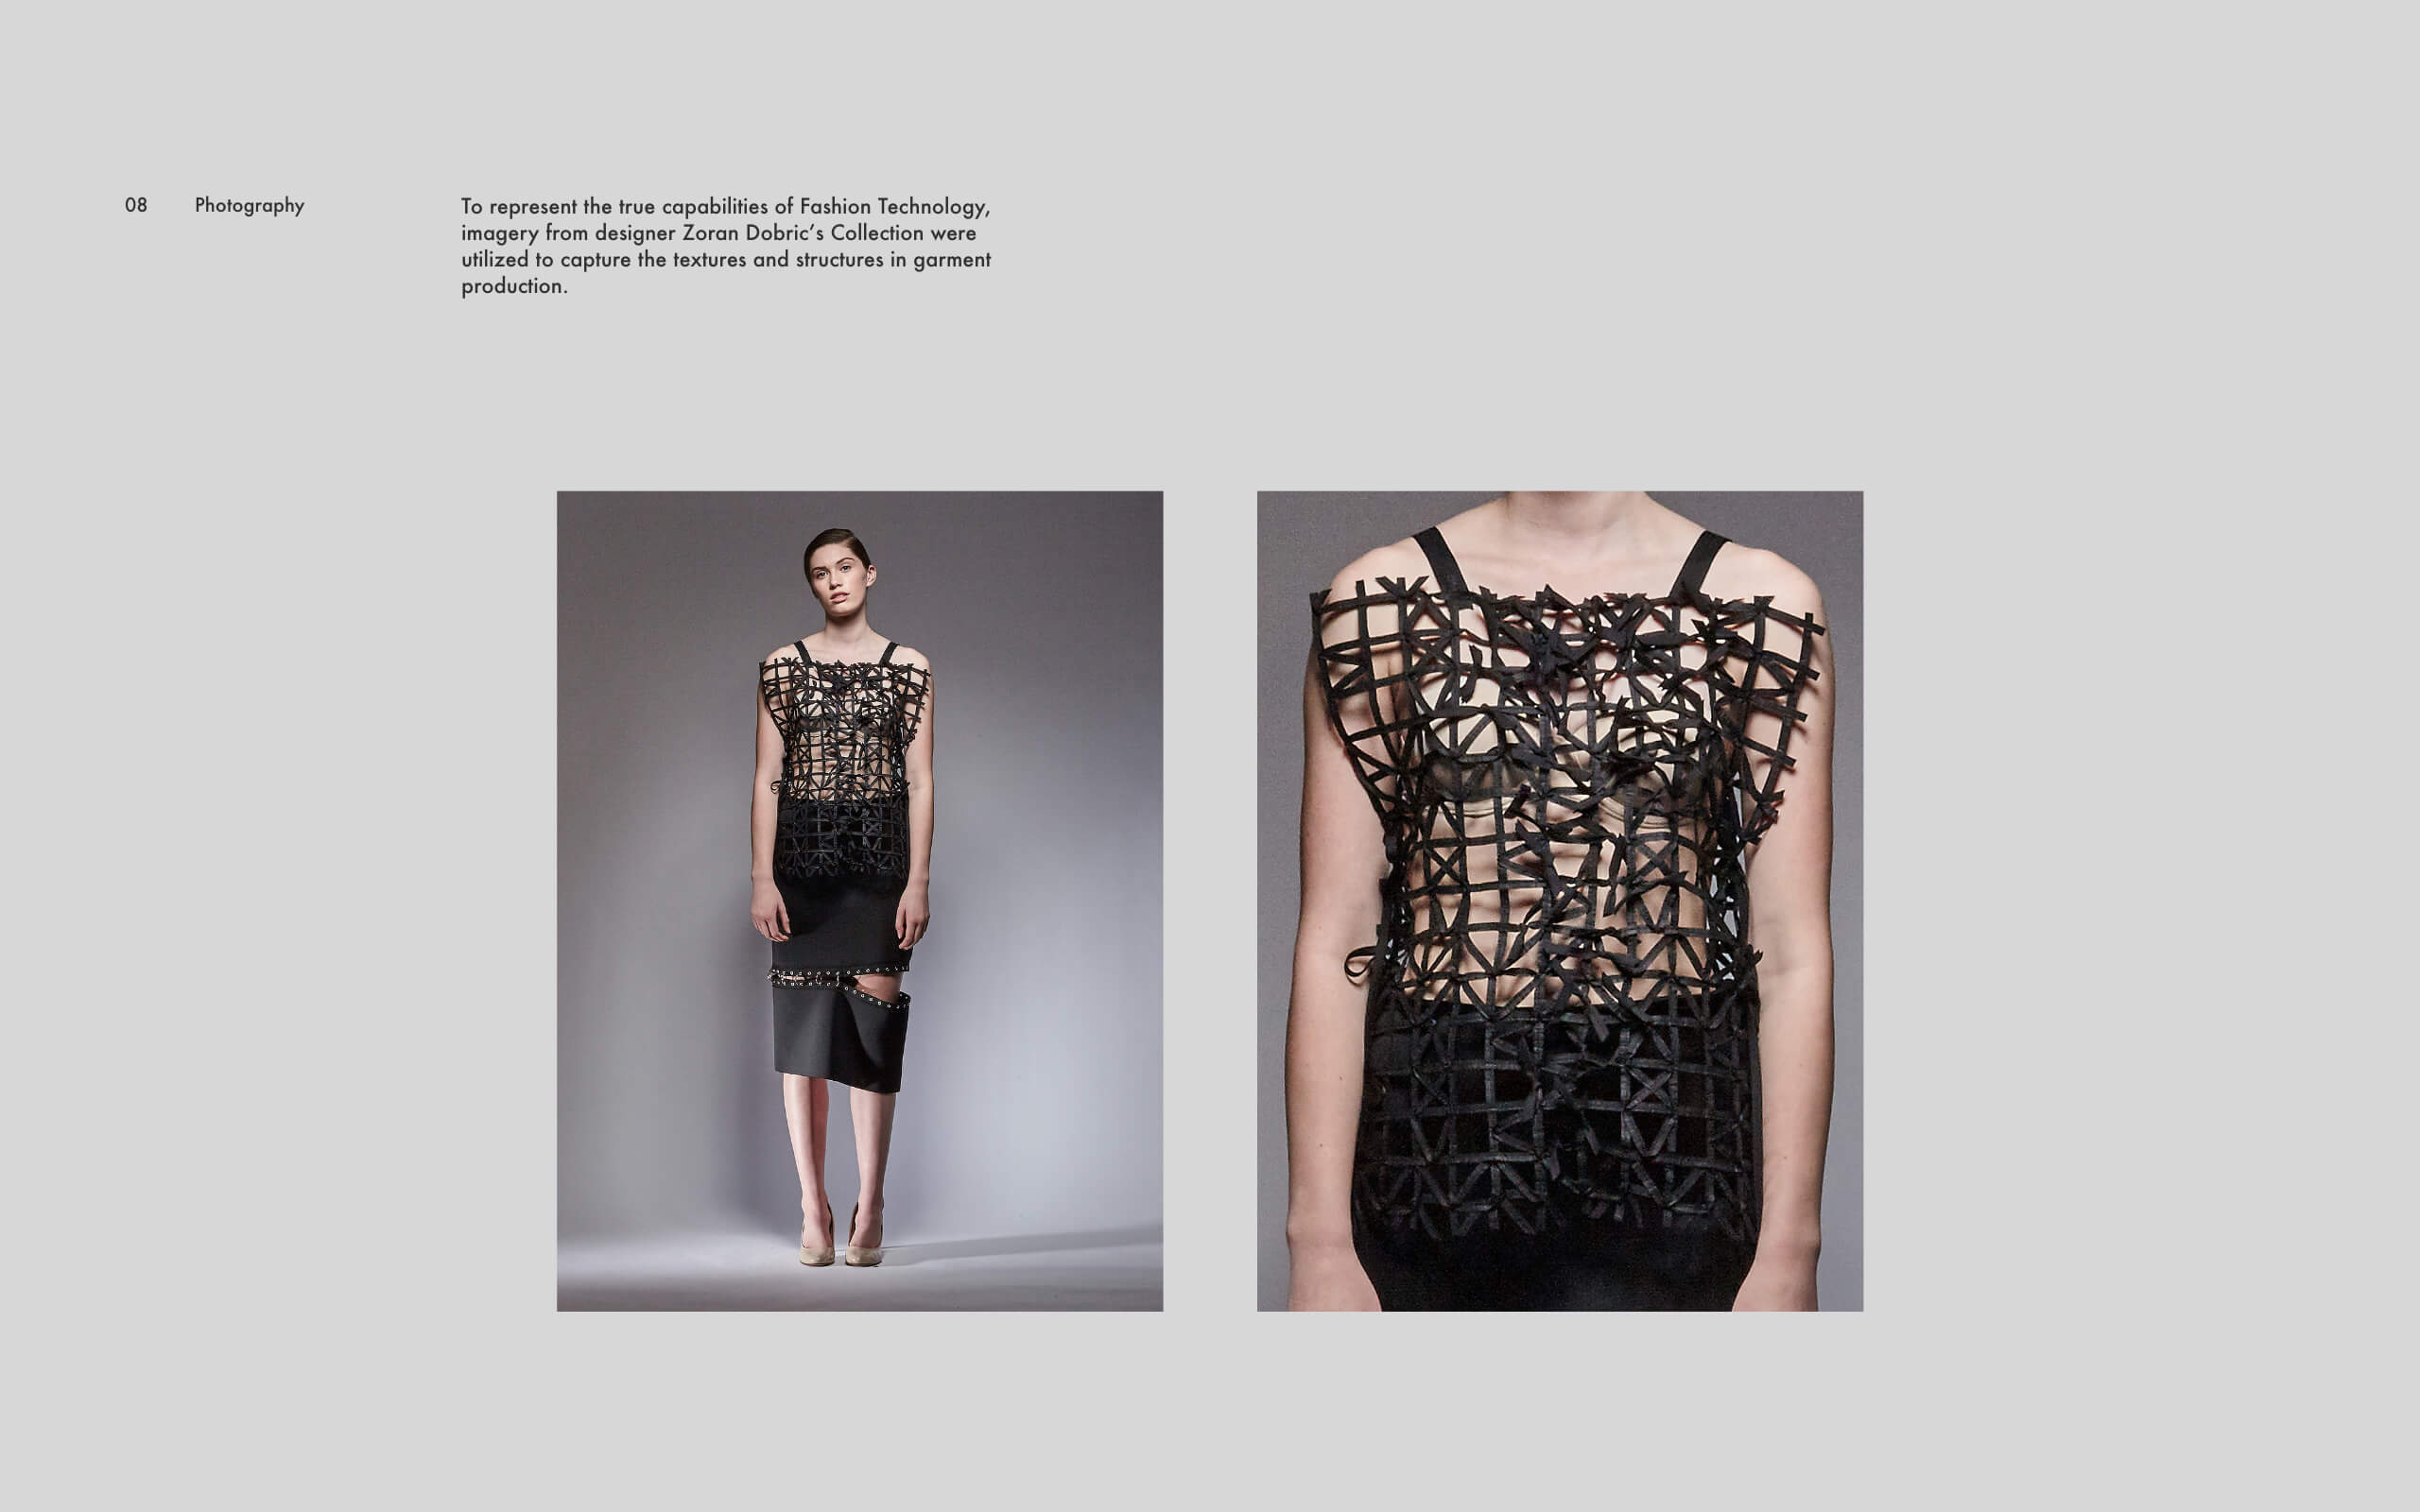 08
Photography
To represent the true capabilities of Fashion Technology,
imagery from designer Zoran Dobric’s Collection were
utilized to capture the textures and structures in garment
production.